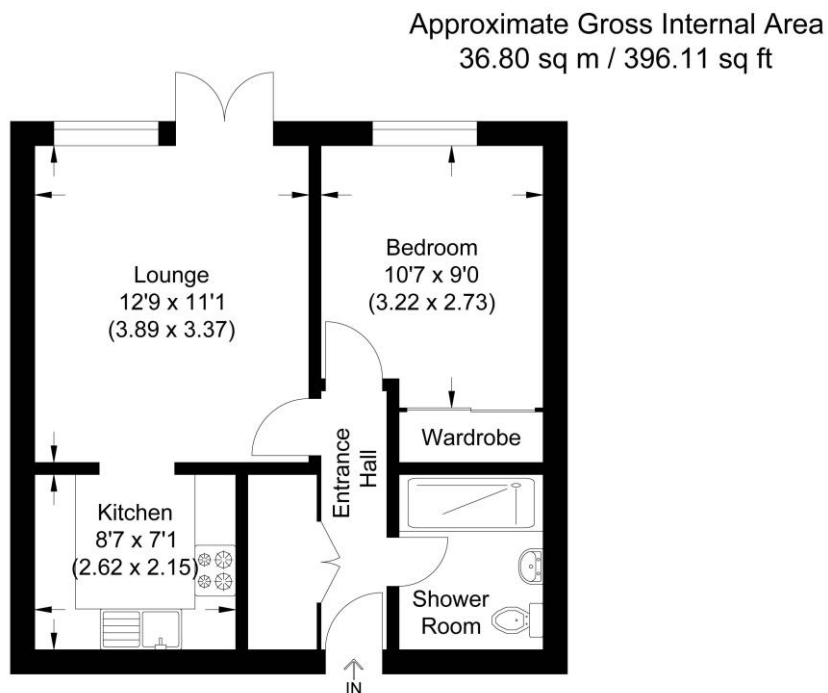 Approximate Gross Internal Area
36.80 sq m / 396.11 sq ft
Lounge
12'9 x 11'1
(3.89 x 3.37)
Bedroom
10'7 x 9'0
(3.22 x 2.73)
Wardrobe
Entrance
Hall
Kitchen
8'7 x 7'1
(2.62 x 2.15)
Shower
Room
IN